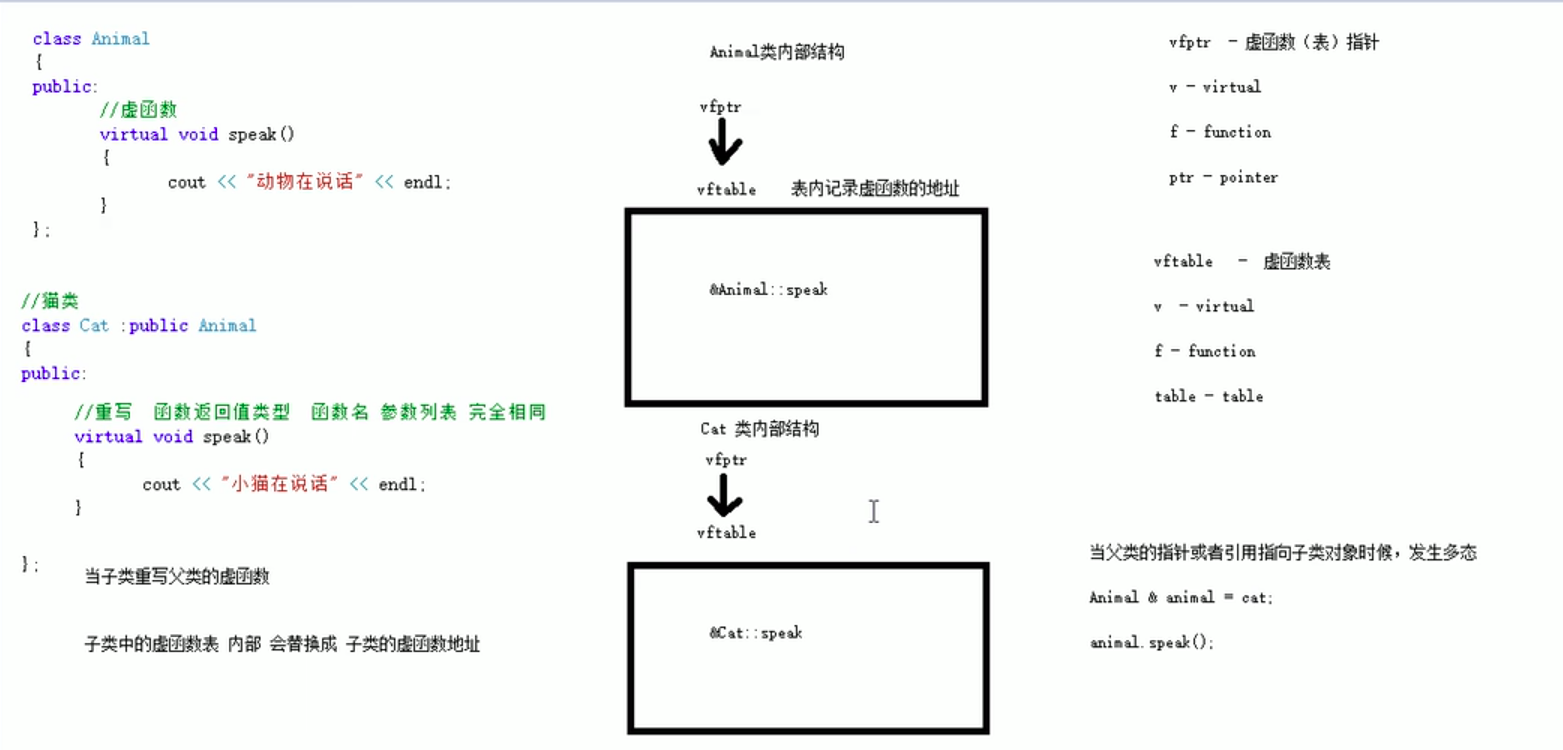 class Animal
{
public:
//虚函数
virtual void speak()
{
cout << "动物在说话" << endl;
}
};
//猫类
class Cat :public Animal
{
public:
//重写 函数返回值类型 函数名 参数列表 完全相同
virtual void speak()
{
cout << "小猫在说话" << endl;
}
};
当子类重写父类的虚函数
子类中的虚函数表 内部 会替换成 子类的虚函数地址
Animal类内部结构
vfptr
vftable 表内记录虚函数的地址
&Animal::speak
Cat 类内部结构
vfptr
vftable
&Cat::speak
vfptr - 虚函数（表）指针
v - virtual
f - function
ptr - pointer
vftable - 虚函数表
v - virtual
f - function
table - table
当父类的指针或者引用指向子类对象时候，发生多态
Animal & animal = cat;
animal.speak();